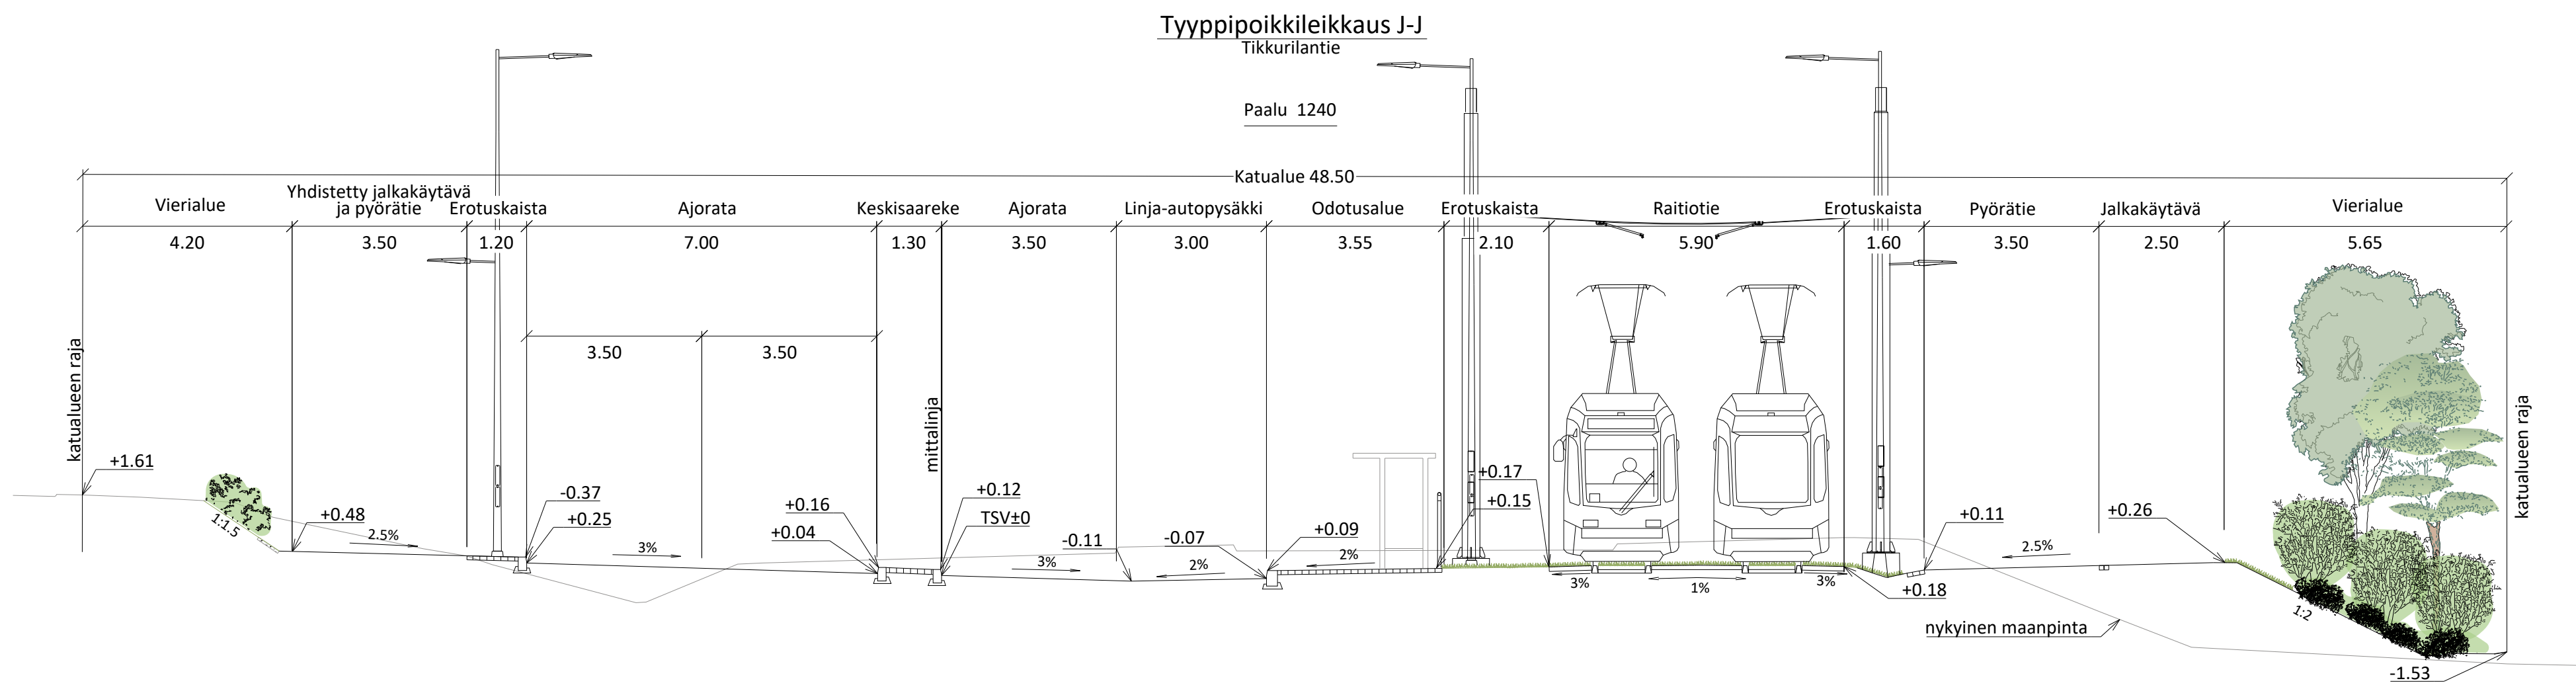 Tyyppipoikkileikkaus J-J
Tikkurilantie
Paalu 1240
Katualue 48.50
Vierialue
Yhdistetty jalkakäytävä
ja pyörätie
Erotuskaista
Ajorata
Keskisaareke
Ajorata
Linja-autopysäkki
Odotusalue
Erotuskaista
Raitiotie
Erotuskaista
Pyörätie
Jalkakäytävä
Vierialue
4.20
3.50
1.20
7.00
1.30
3.50
3.00
3.55
2.10
5.90
1.60
3.50
2.50
5.65
3.50
3.50
katualueen raja
mittalinja
katualueen raja
+1.61
1:1.5
+0.48
2.5%
-0.37
+0.25
3%
+0.16
+0.04
+0.12
TSV±0
3%
-0.11
2%
-0.07
+0.09
2%
+0.17
+0.15
3%
1%
3%
+0.18
+0.11
2.5%
+0.26
nykyinen maanpinta
1:2
-1.53